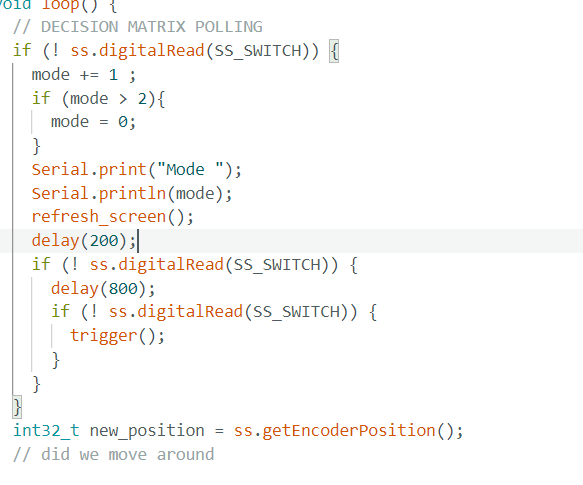 void loop() {
// DECISION MATRIX POLLING
if (! ss.digitalRead(SS_SWITCH)) {
mode += 1 ;
if (mode > 2){
mode = 0;
}
Serial.print("Mode ");
Serial.println(mode);
refresh_screen();
delay(200);
if (! ss.digitalRead(SS_SWITCH)) {
delay(800);
if (! ss.digitalRead(SS_SWITCH)) {
trigger();
}
}
}
int32_t new_position = ss.getEncoderPosition();
// did we move around